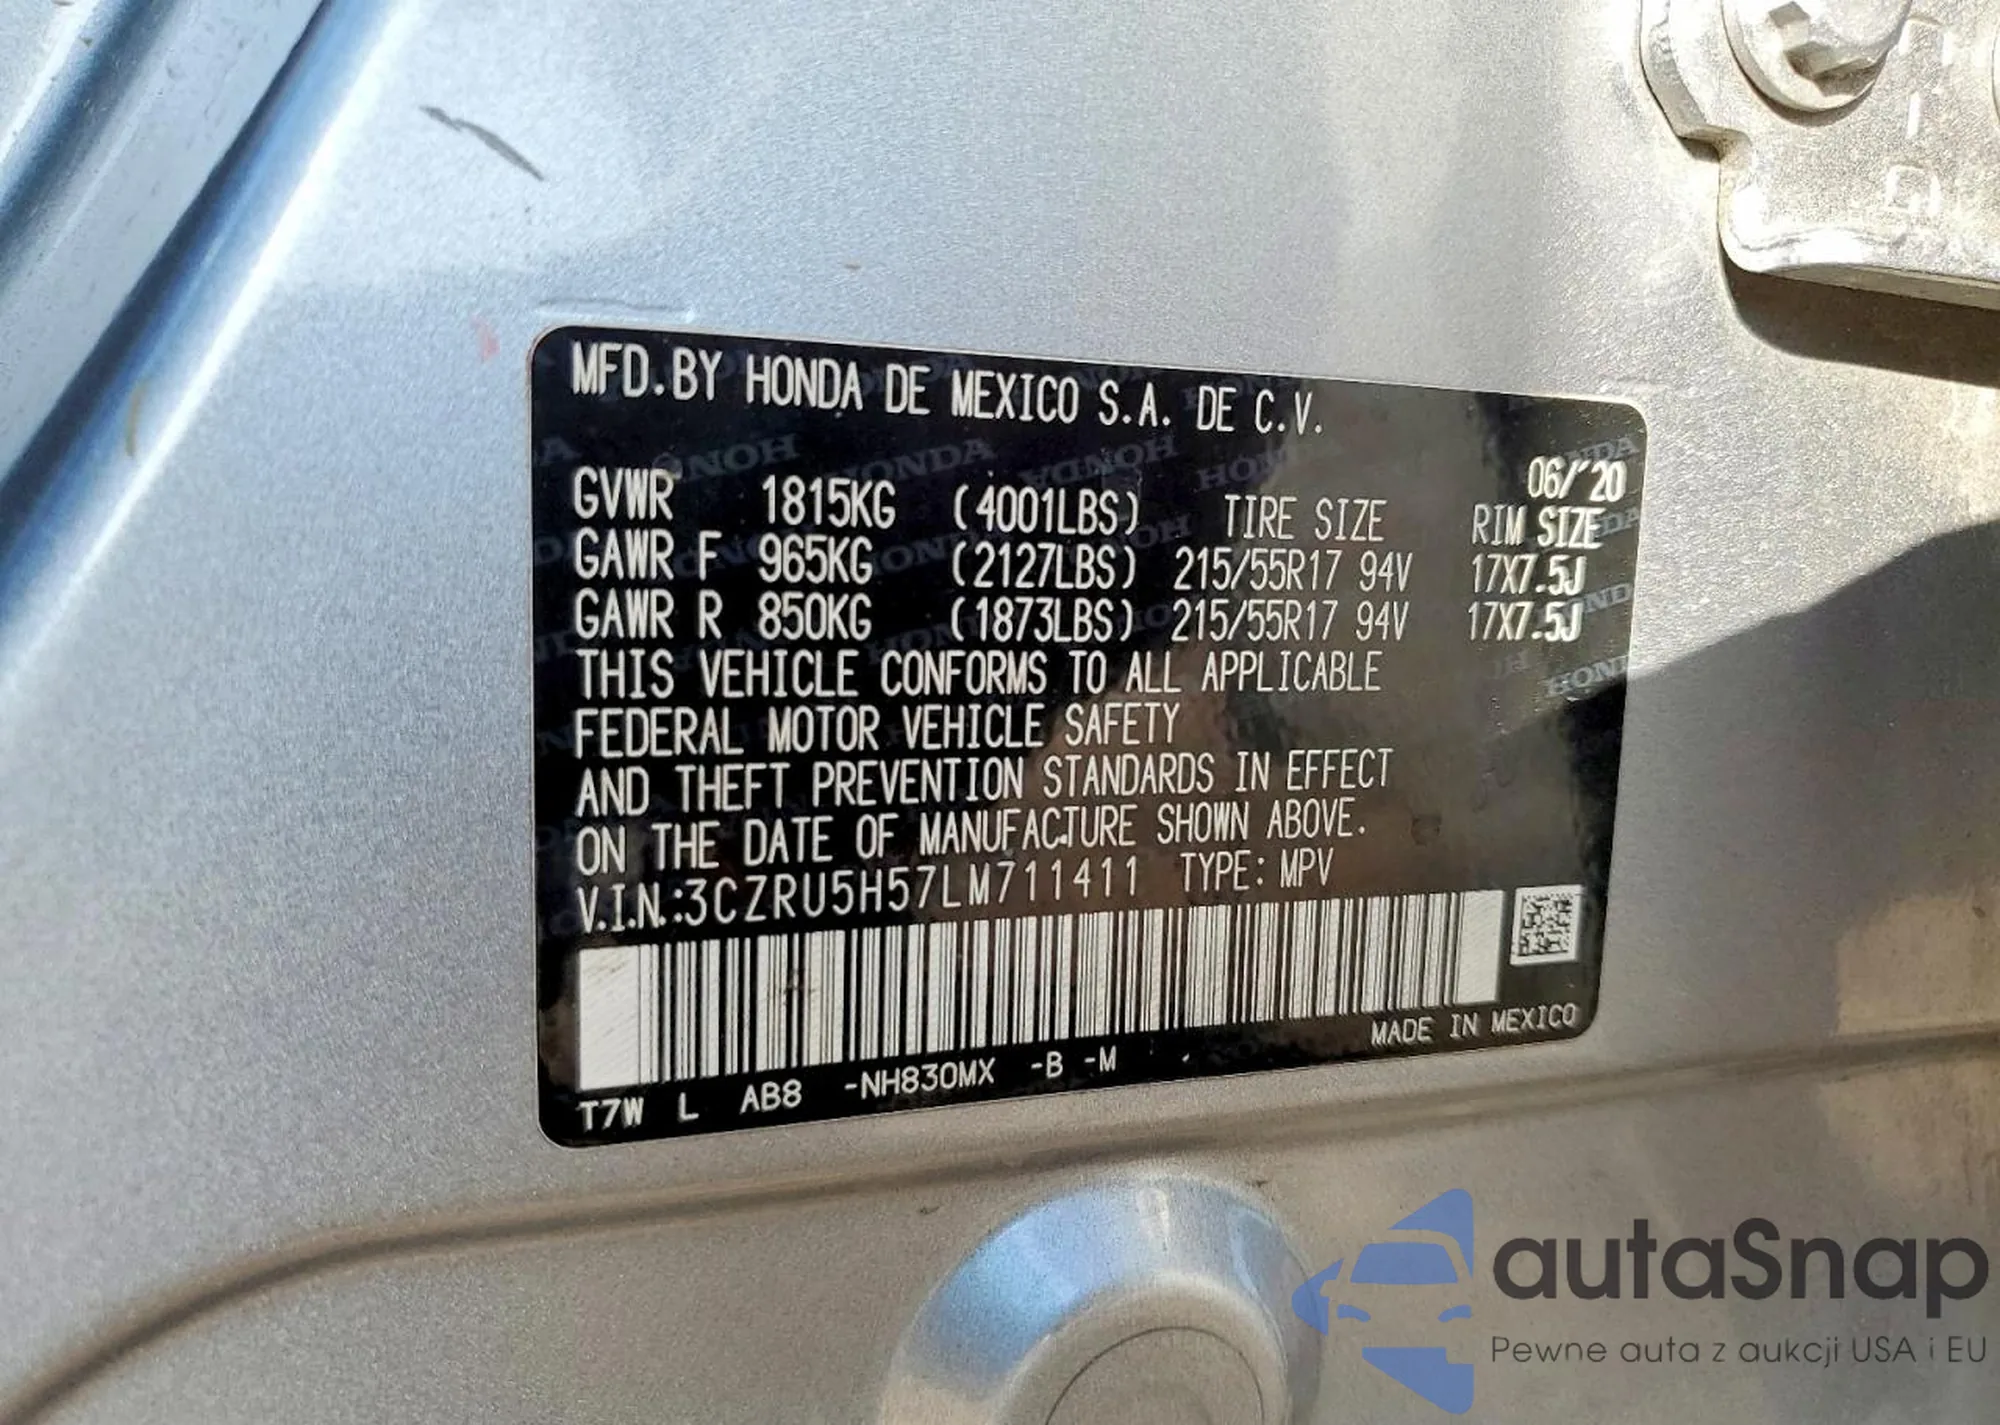 MFD.BY HONDA DE MEXICO S.A. DE C.V.
06/'20
GVWR 1815KG (4001LBS) TIRE SIZE RIM SIZE
GAWR F 965KG (2127LBS) 215/55R17 94V 17X7.5J
GAWR R 850KG (1873LBS) 215/55R17 94V 17X7.5J
THIS VEHICLE CONFORMS TO ALL APPLICABLE
FEDERAL MOTOR VEHICLE SAFETY
AND THEFT PREVENTION STANDARDS IN EFFECT
ON THE DATE OF MANUFACTURE SHOWN ABOVE.
V.I.N.:3CZRU5H57LM711411 TYPE: MPV
MADE IN MEXICO
T7W L AB8 -NH830MX -B -M
autaSnap
Pewne auta z aukcji USA i EU